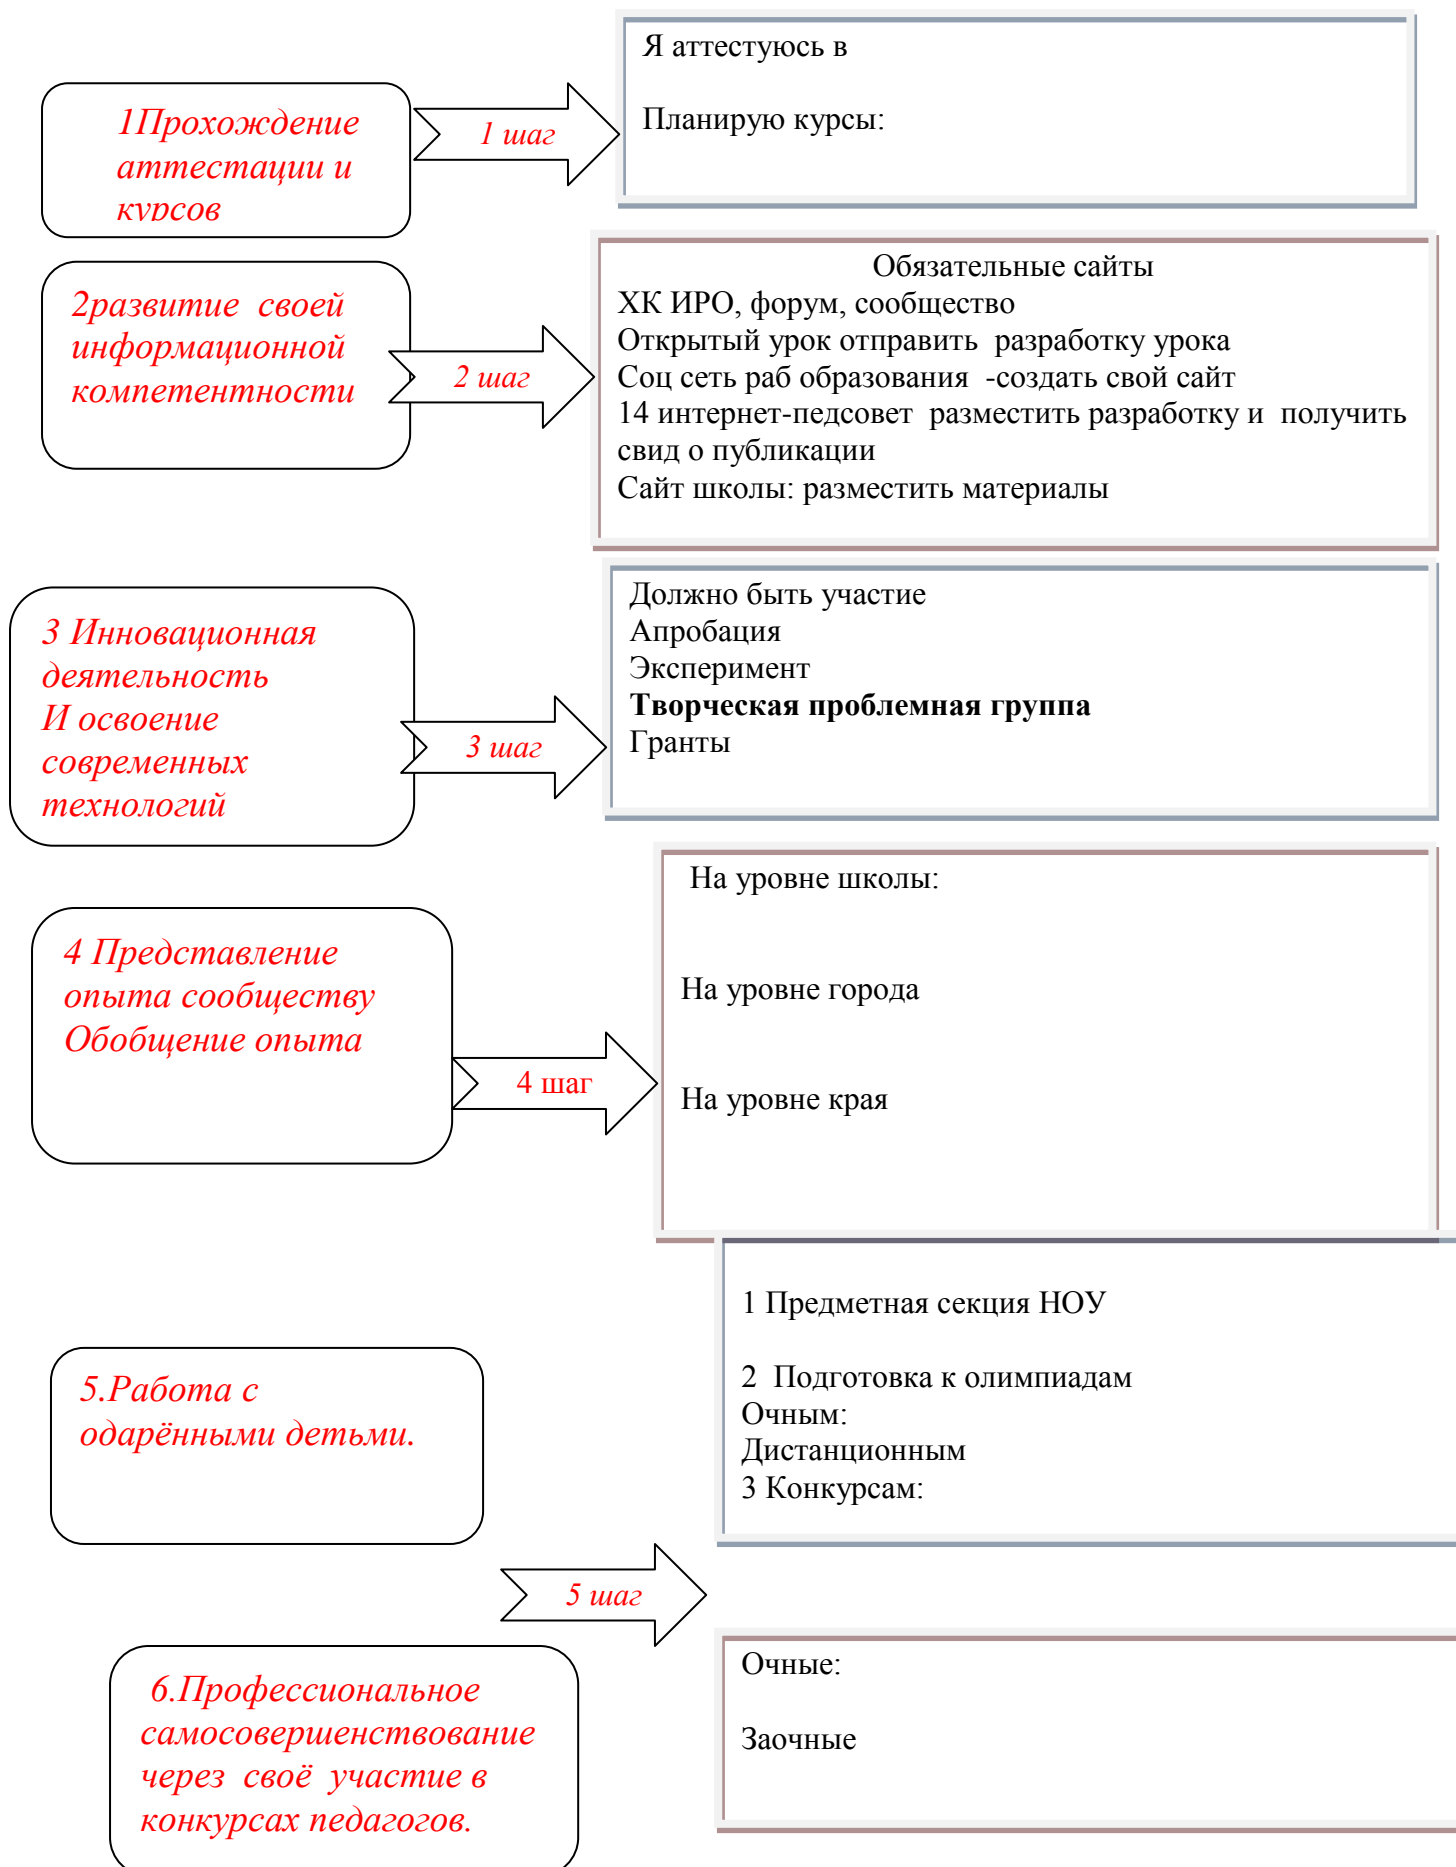 1Прохождение
аттестации и
курсов
1 шаг
Я аттестуюсь в
Планирую курсы:
2развитие  своей
информационной
компетентности
2 шаг
Обязательные сайты
ХК ИРО, форум, сообщество
Открытый урок отправить  разработку урока
Соц сеть раб образования  -создать свой сайт
14 интернет-педсовет  разместить разработку и  получить
свид о публикации
Сайт школы: разместить материалы
3 Инновационная
деятельность
И освоение
современных
технологий
3 шаг
Должно быть участие
Апробация
Эксперимент
Творческая проблемная группа
Гранты
4 Представление
опыта сообществу
Обобщение опыта
4 шаг
На уровне школы:
На уровне города
На уровне края
5.Работа с
одарёнными детьми.
5 шаг
1 Предметная секция НОУ
2  Подготовка к олимпиадам
Очным:
Дистанционным
3 Конкурсам:
6.Профессиональное
самосовершенствование
через  своё  участие в
конкурсах педагогов.
Очные:
Заочные